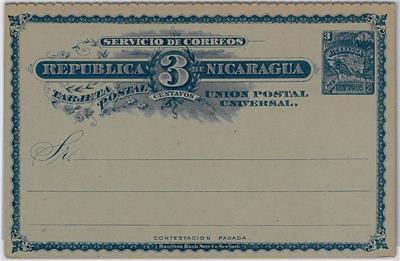 SERVICIO DE CORREOS
REPUBLICA DE NICARAGUA
3
CENTAVOS
TARJETA POSTAL
UNION POSTAL
UNIVERSAL.
3
NICARAGUA
CENTAVOS
Sr.
CONTESTACION PAGADA.
Hamilton Bank Note Co. New York